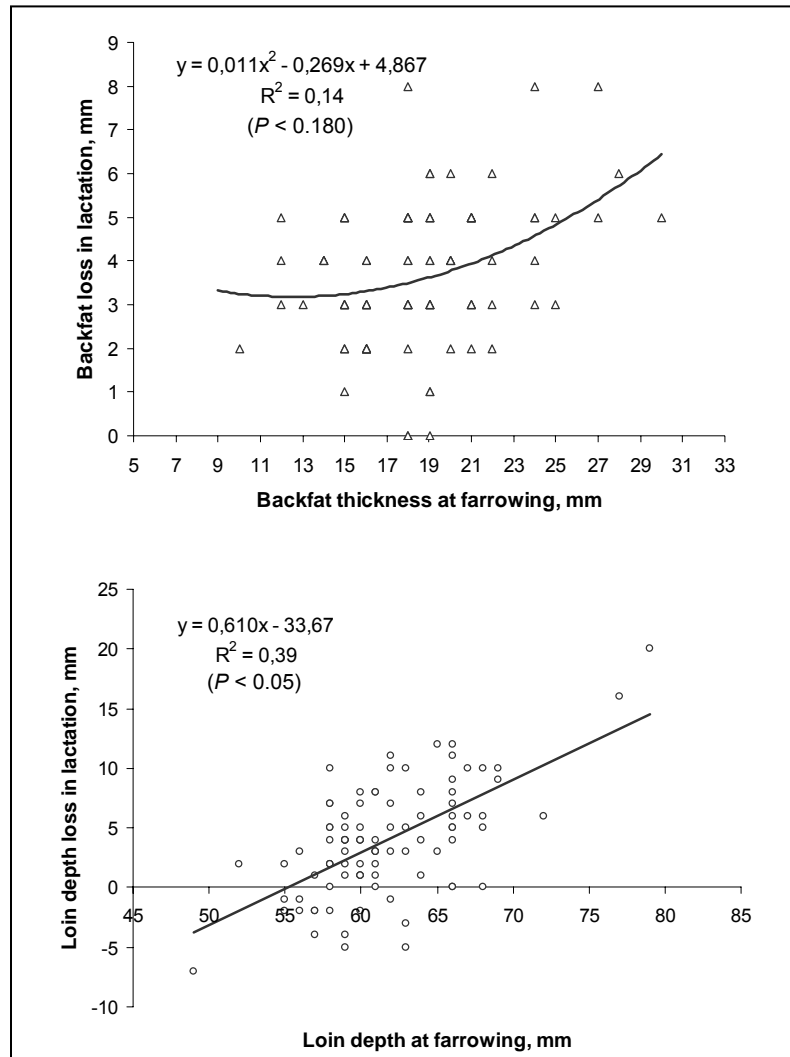 y = 0,011x² - 0,269x + 4,867
R² = 0,14
(P < 0.180)
Backfat loss in lactation, mm
9
8
7
6
5
4
3
2
1
0
5 7 9 11 13 15 17 19 21 23 25 27 29 31 33
Backfat thickness at farrowing, mm
y = 0,610x - 33,67
R² = 0,39
(P < 0.05)
Loin depth loss in lactation, mm
25
20
15
10
5
0
-5
-10
45 50 55 60 65 70 75 80 85
Loin depth at farrowing, mm